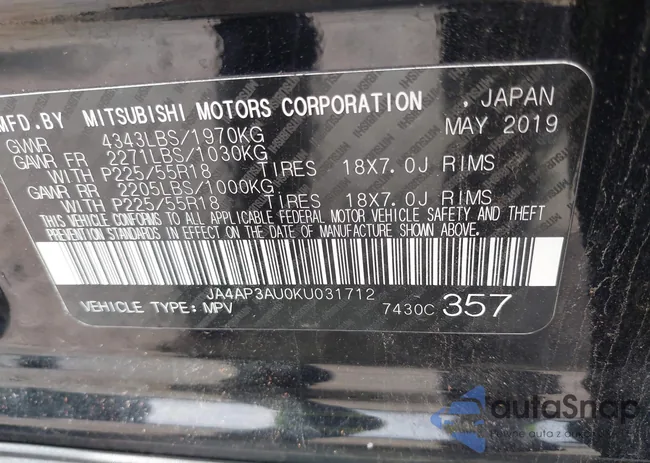 MFD.BY MITSUBISHI MOTORS CORPORATION , JAPAN
GVWR 4343LBS/1970KG MAY 2019
GAWR FR 2271LBS/1030KG
WITH P225/55R18 TIRES 18X7.0J RIMS
GAWR RR 2205LBS/1000KG
WITH P225/55R18 TIRES 18X7.0J RIMS
THIS VEHICLE CONFORMS TO ALL APPLICABLE FEDERAL MOTOR VEHICLE SAFETY AND THEFT
PREVENTION STANDARDS IN EFFECT ON THE DATE OF MANUFACTURE SHOWN ABOVE.
JA4AP3AU0KU031712
VEHICLE TYPE: MPV 7430C 357
autoSnap
pewne auta z aukcji